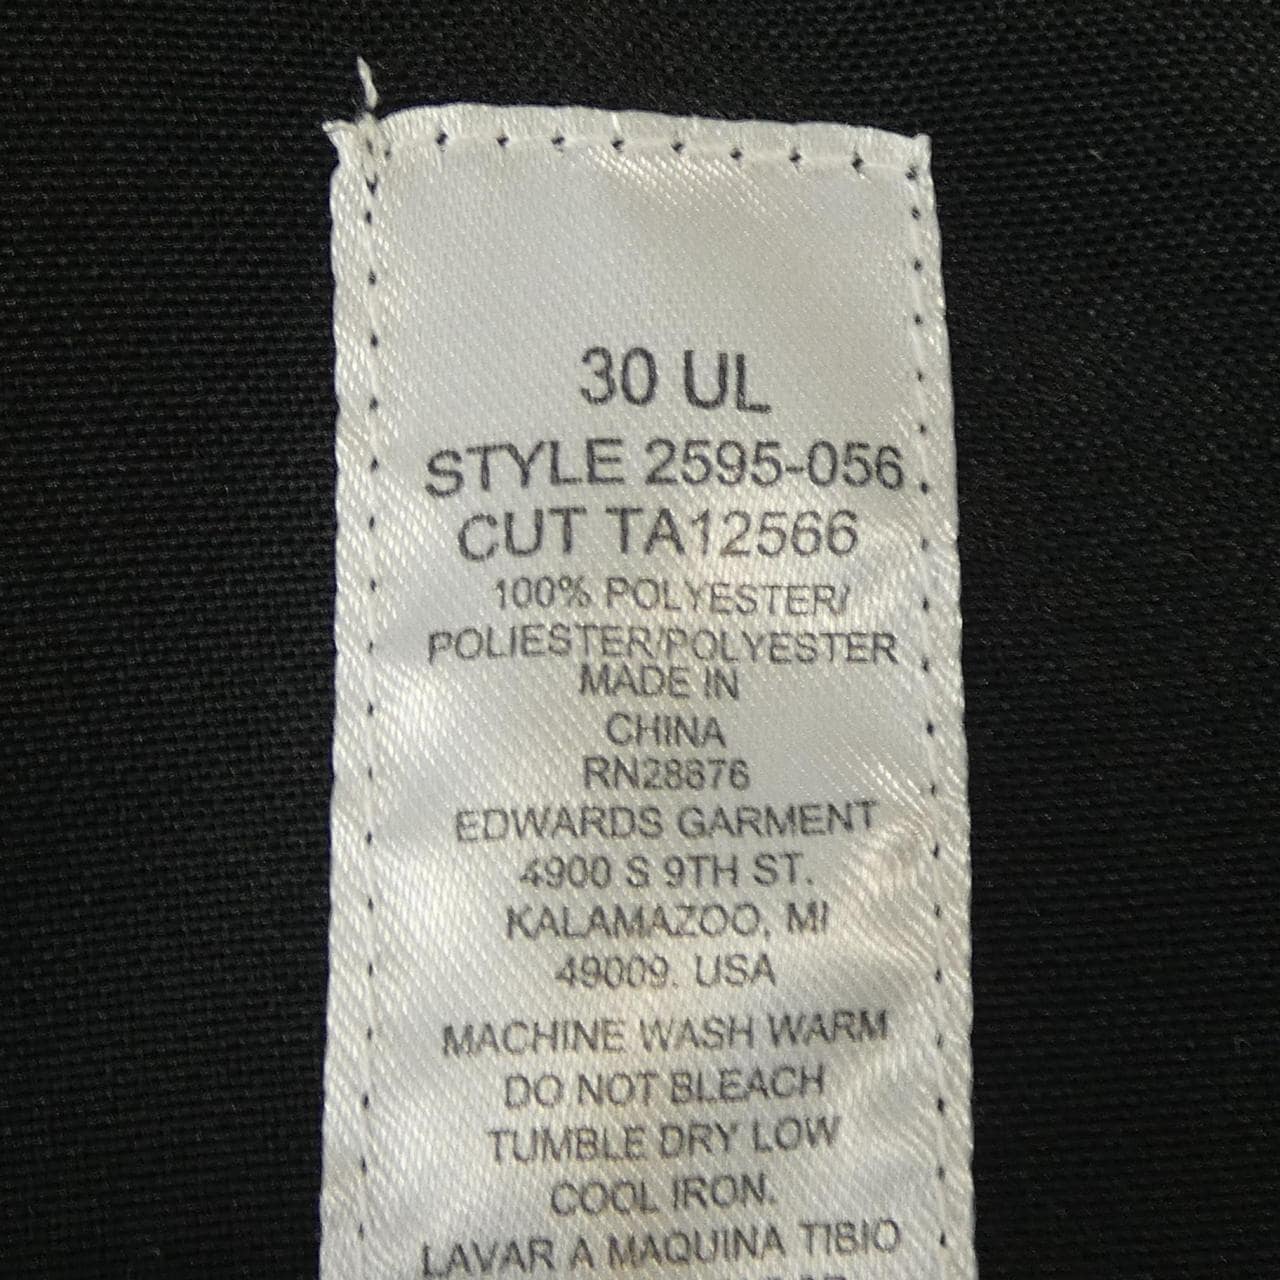 30 UL
STYLE 2595-056
CUT TA12566
100% POLYESTER/
POLIESTER/POLYESTER
MADE IN
CHINA
RN28876
EDWARDS GARMENT
4900 S 9TH ST.
KALAMAZOO, MI
49009. USA
MACHINE WASH WARM
DO NOT BLEACH
TUMBLE DRY LOW
COOL IRON.
LAVAR A MAQUINA TIBIO